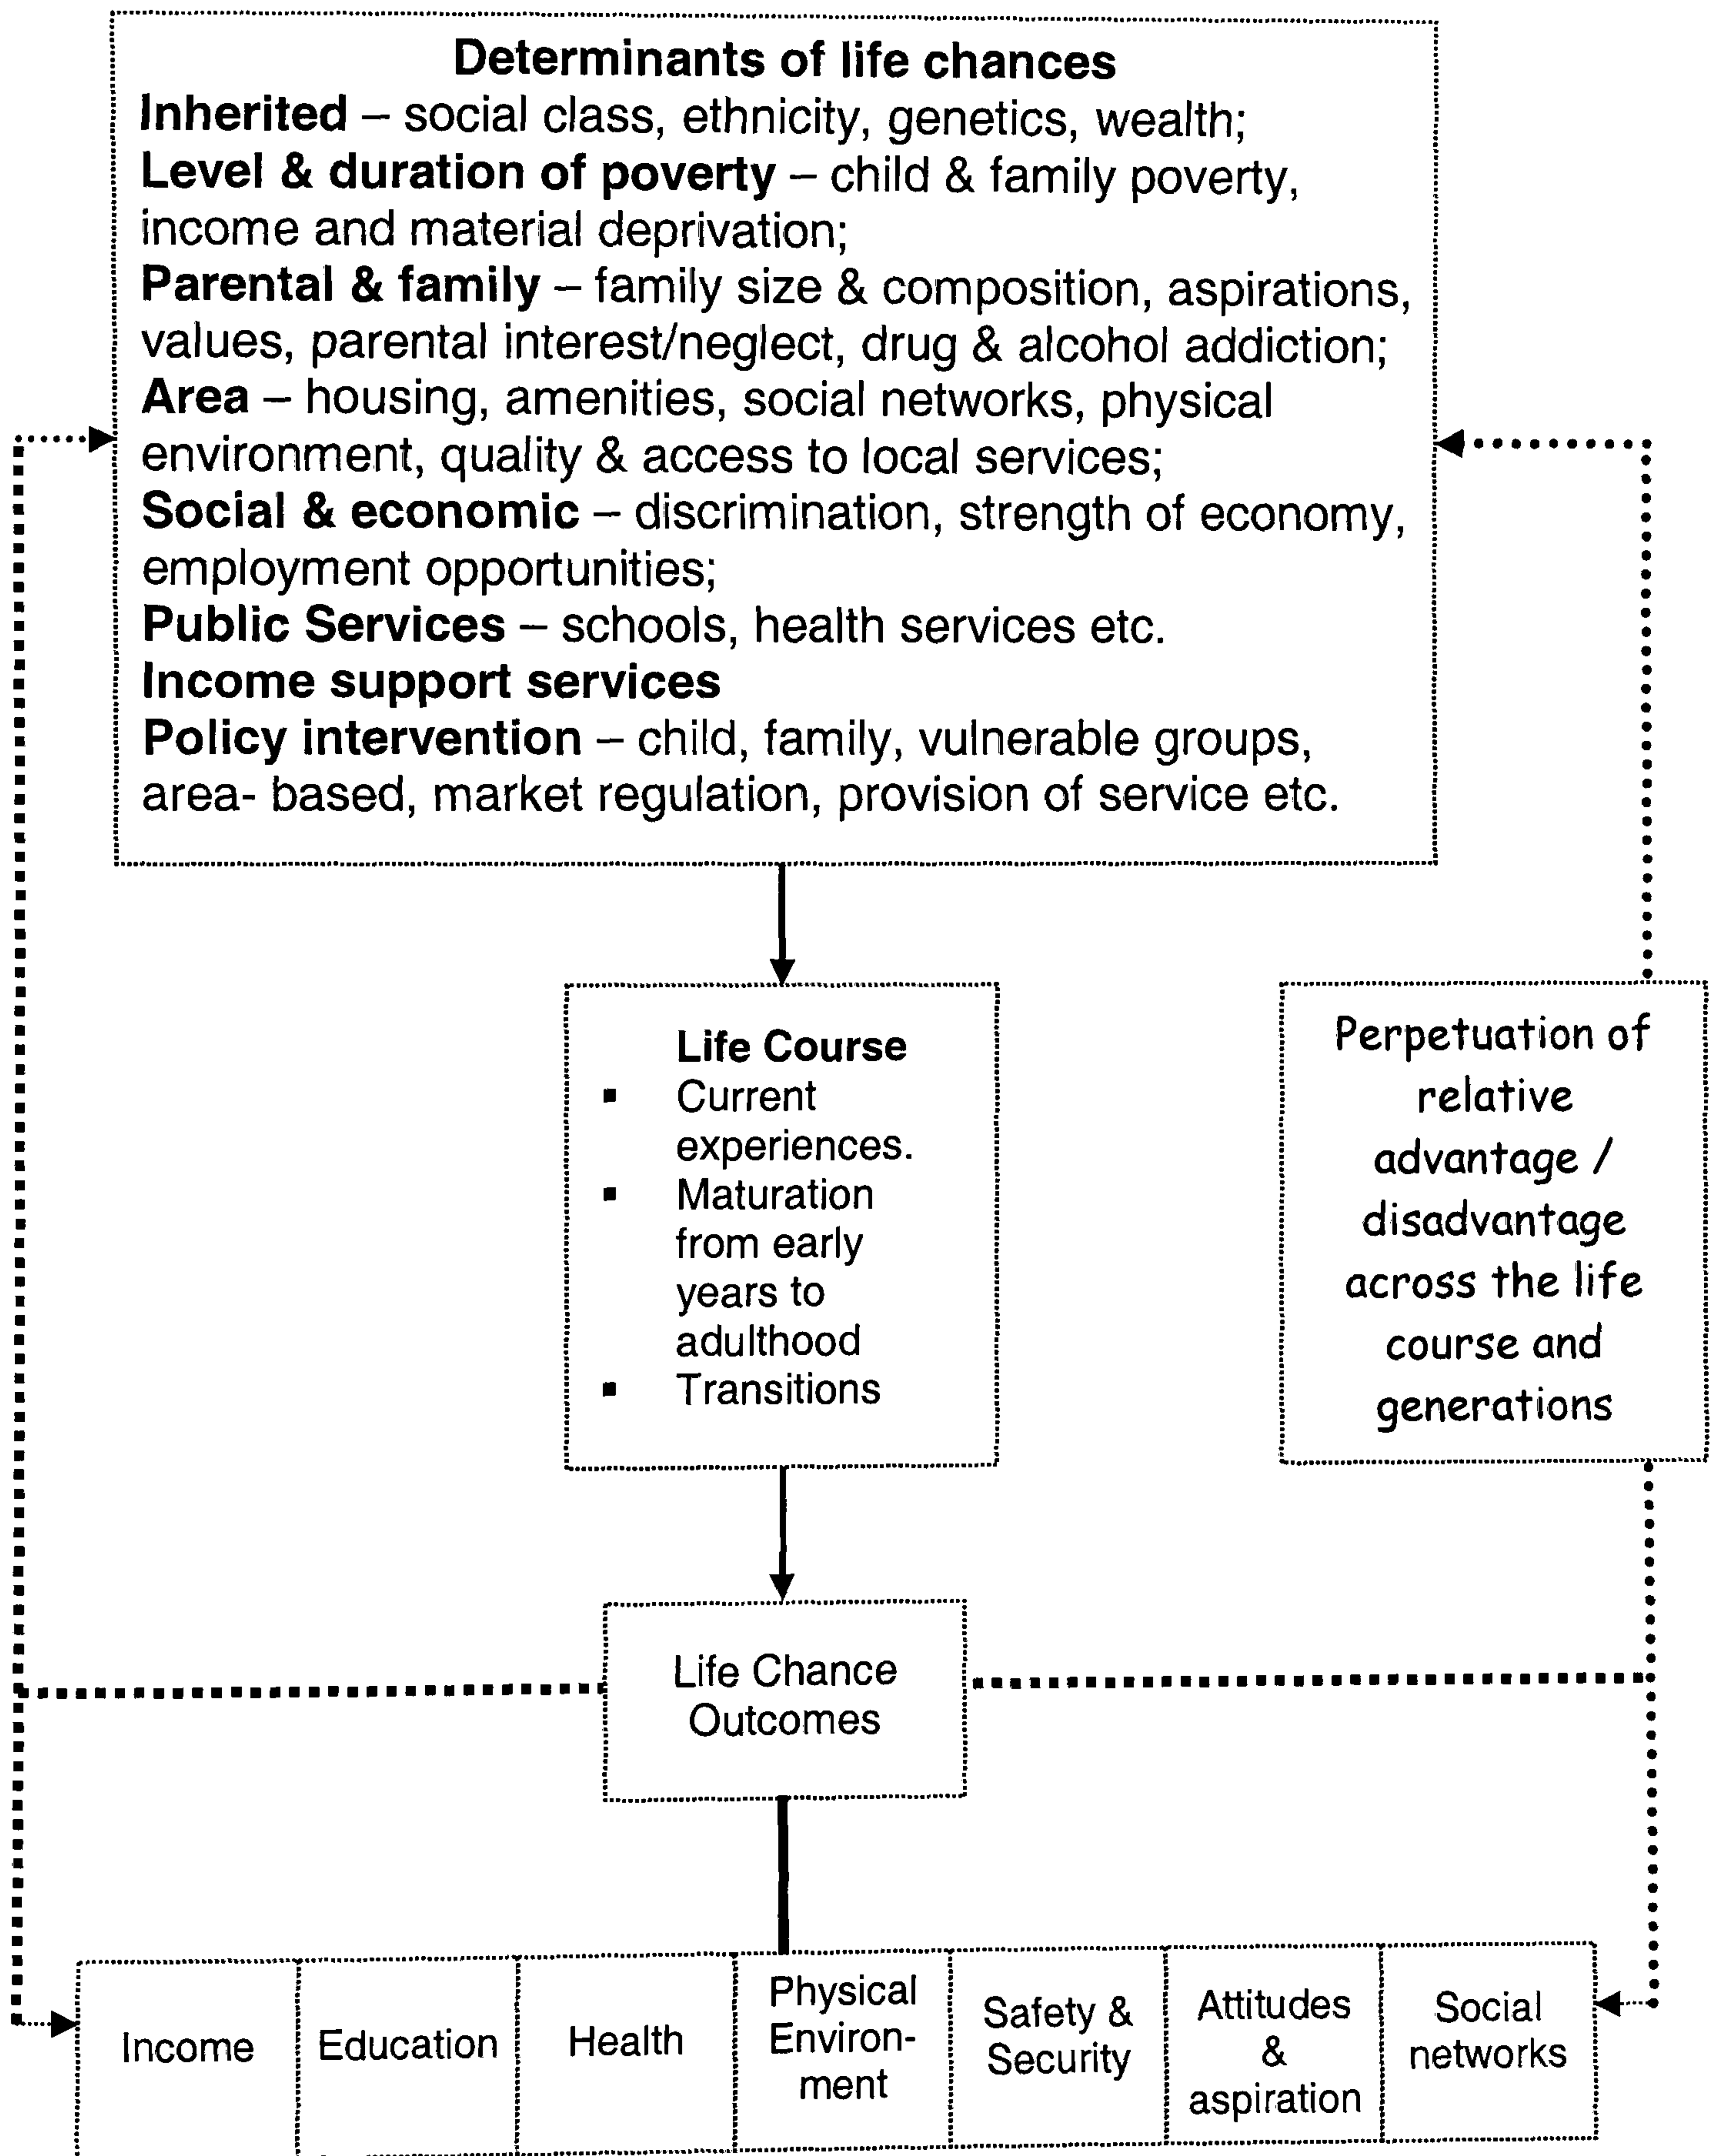 Determinants of life chances
Inherited – social class, ethnicity, genetics, wealth;
Level & duration of poverty – child & family poverty,
income and material deprivation;
Parental & family – family size & composition, aspirations,
values, parental interest/neglect, drug & alcohol addiction;
Area – housing, amenities, social networks, physical
environment, quality & access to local services;
Social & economic – discrimination, strength of economy,
employment opportunities;
Public Services – schools, health services etc.
Income support services
Policy intervention – child, family, vulnerable groups,
area- based, market regulation, provision of service etc.
Life Course
▪ Current
experiences.
▪ Maturation
from early
years to
adulthood
▪ Transitions
Perpetuation of
relative
advantage /
disadvantage
across the life
course and
generations
Life Chance
Outcomes
Income
Education
Health
Physical
Environ-
ment
Safety &
Security
Attitudes
&
aspiration
Social
networks